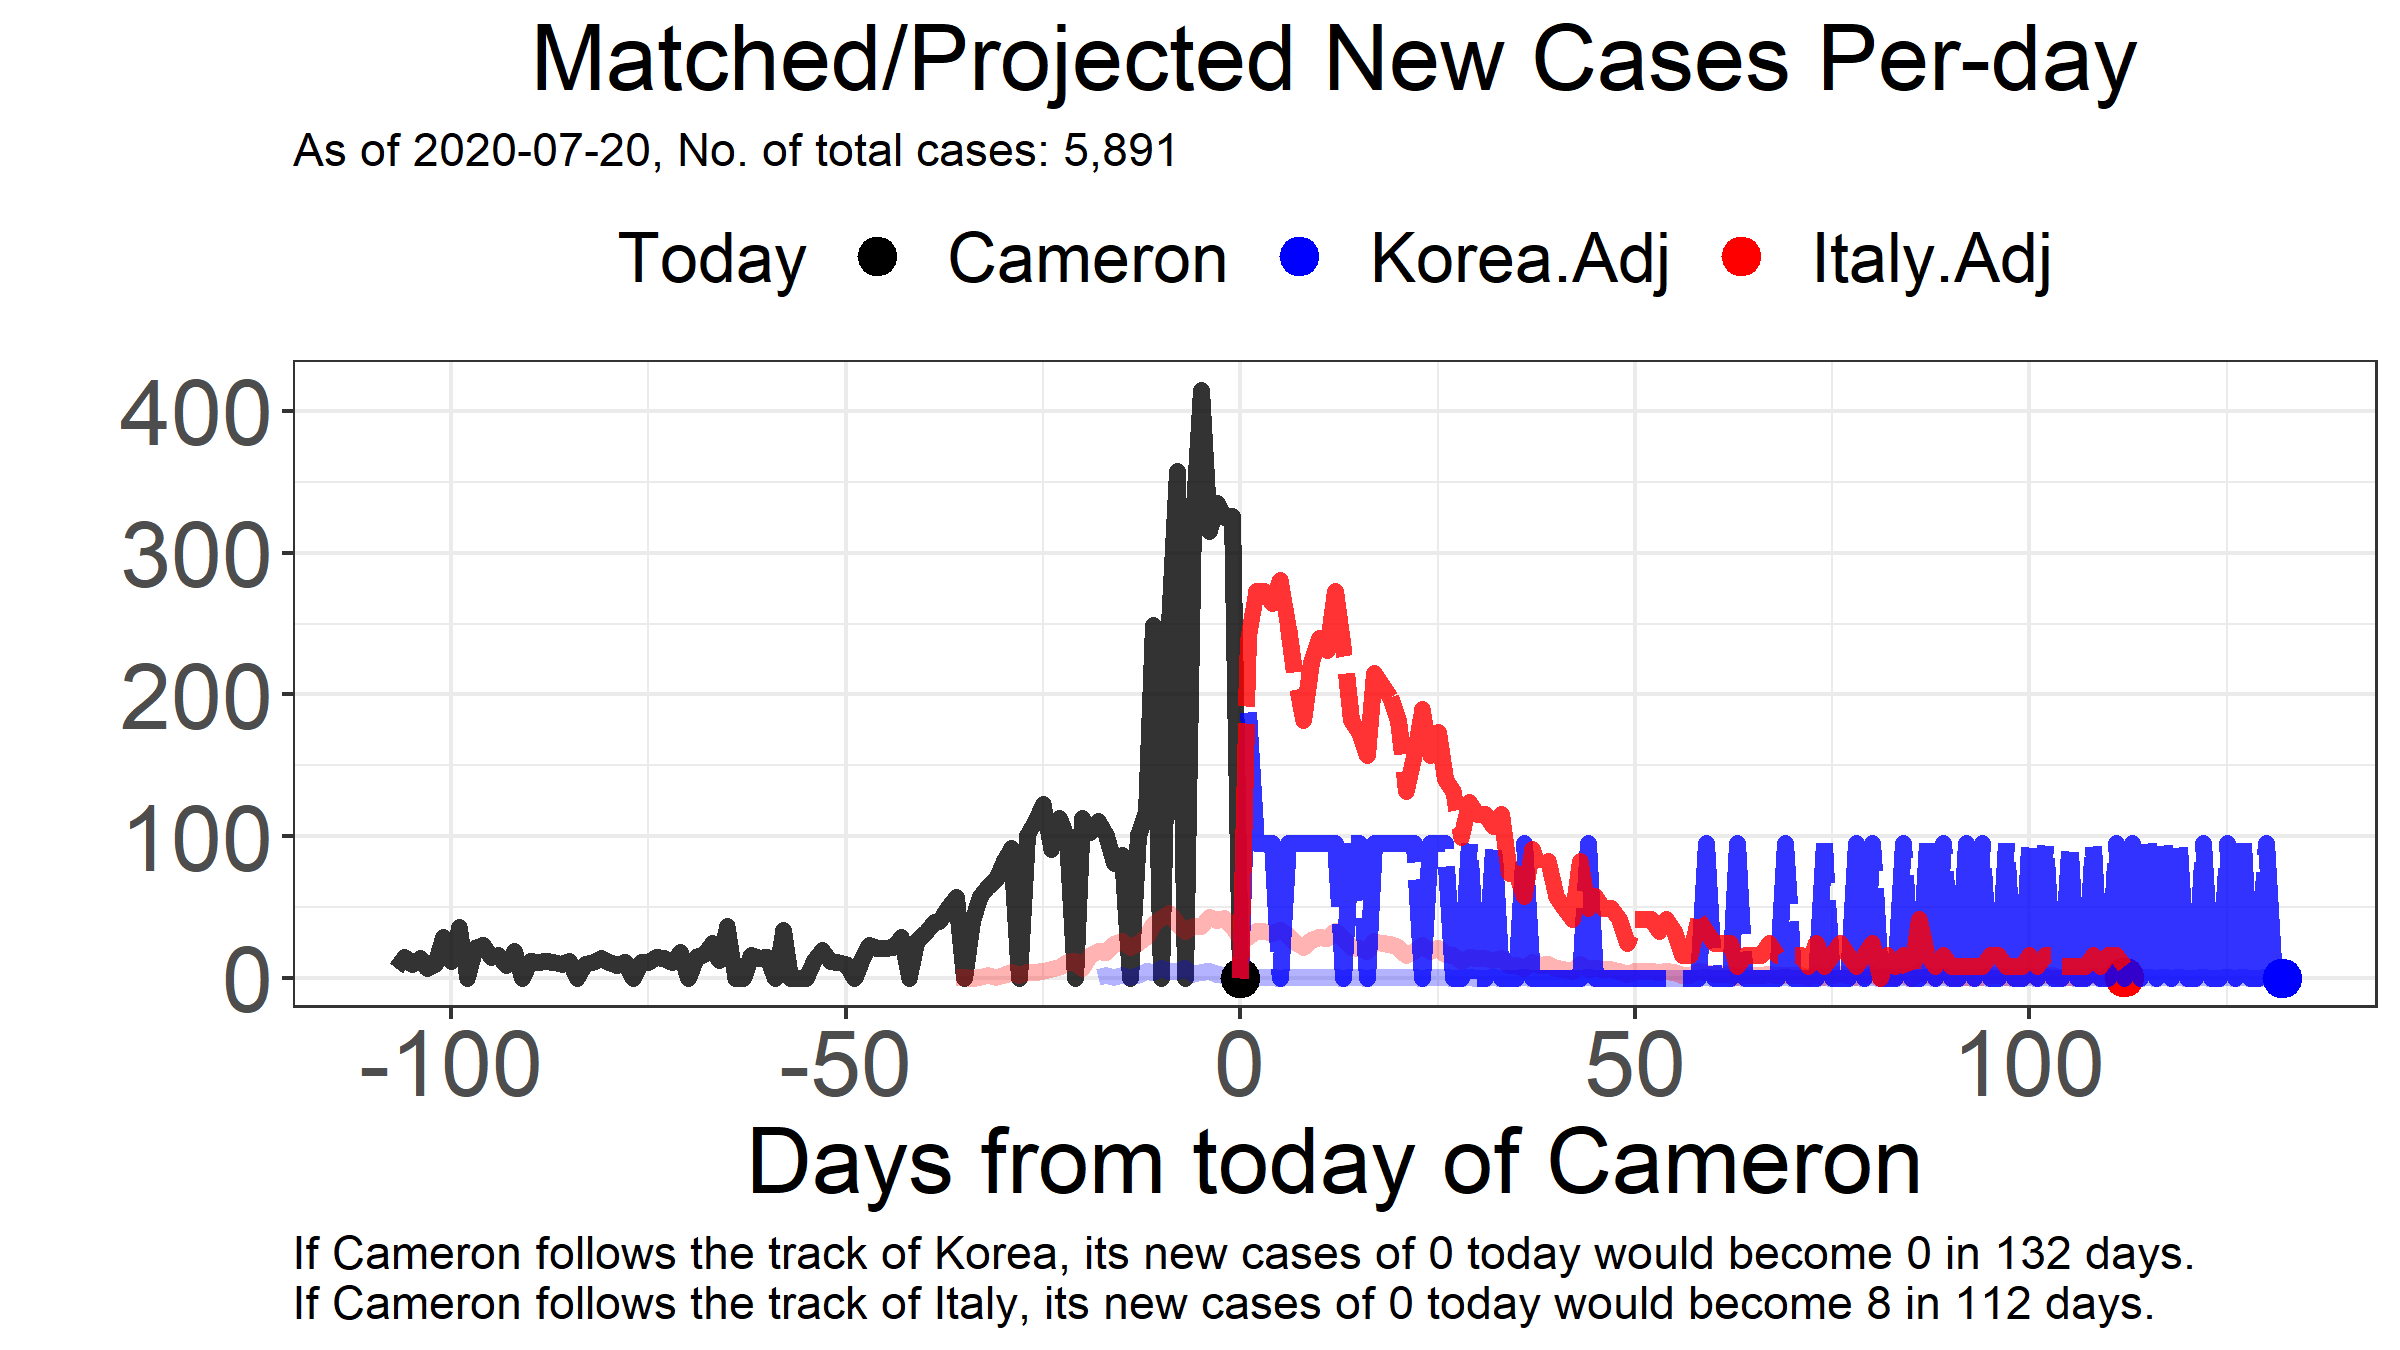 Matched/Projected New Cases Per-day
As of 2020-07-20, No. of total cases: 5,891
Today Cameron Korea.Adj Italy.Adj
400
300
200
100
0
-100 -50 0 50 100
Days from today of Cameron
If Cameron follows the track of Korea, its new cases of 0 today would become 0 in 132 days.
If Cameron follows the track of Italy, its new cases of 0 today would become 8 in 112 days.